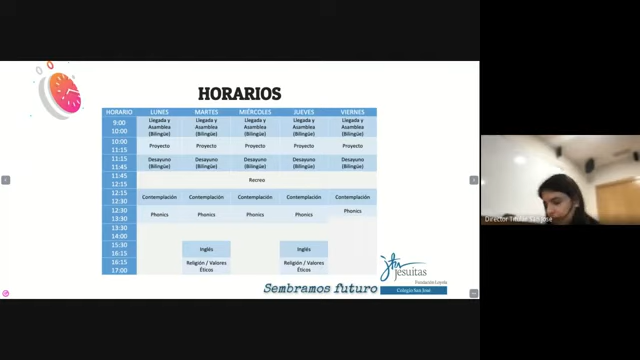 HORARIOS
HORARIO LUNES MARTES MIÉRCOLES JUEVES VIERNES
9:00 Llegada y Llegada y Llegada y Llegada y Llegada y
10:00 Asamblea Asamblea Asamblea Asamblea Asamblea
(Bilingüe) (Bilingüe) (Bilingüe) (Bilingüe) (Bilingüe)
10:00
11:15 Proyecto Proyecto Proyecto Proyecto Proyecto
11:15 Desayuno Desayuno Desayuno Desayuno Desayuno
11:45 (Bilingüe) (Bilingüe) (Bilingüe) (Bilingüe) (Bilingüe)
11:45
12:15 Recreo
12:15
12:30 Contemplación Contemplación Contemplación Contemplación Contemplación
12:30
13:30 Phonics Phonics Phonics Phonics Phonics
13:30
14:00
15:30
16:15 Inglés Inglés
16:15 Religión / Valores Religión / Valores
17:00 Éticos Éticos
jesuitas
Fundación Loyola
Colegio San José
Sembramos futuro
Director Titular San José